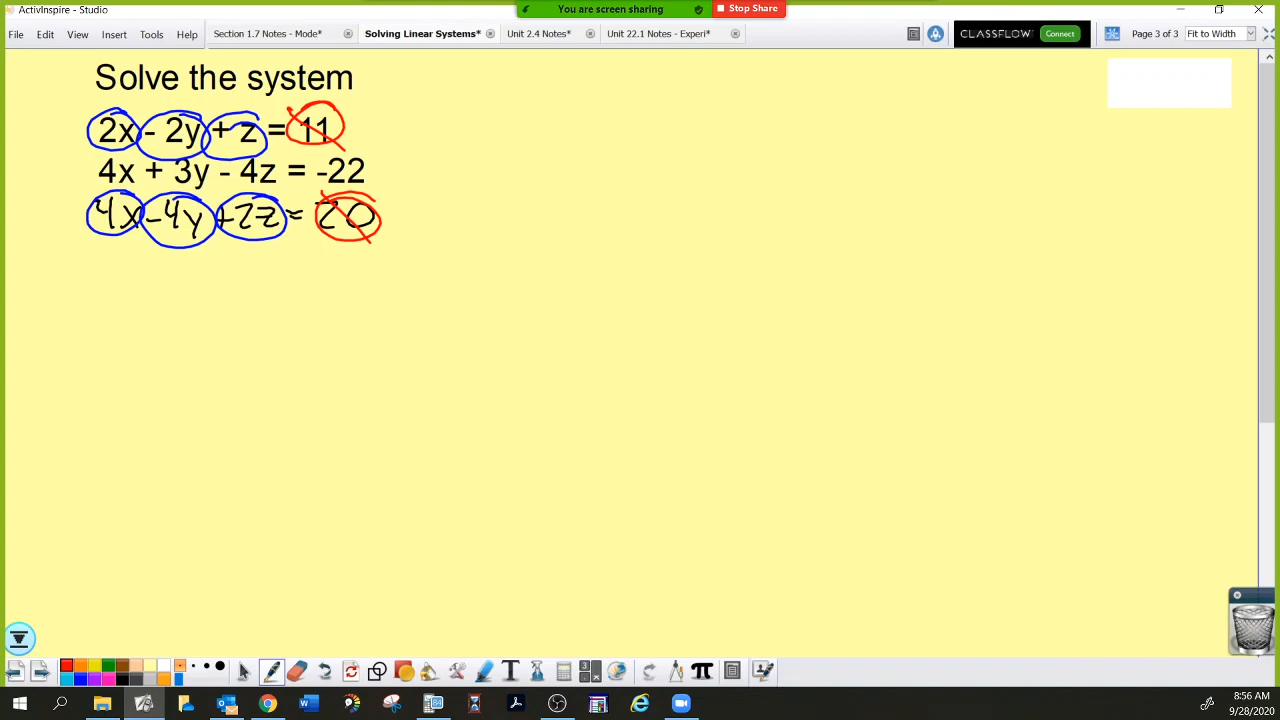 ActivInspire - Studio
You are screen sharing
Stop Share
File Edit View Insert Tools Help
Section 1.7 Notes - Mode*
Solving Linear Systems*
Unit 2.4 Notes*
Unit 22.1 Notes - Experi*
CLASSFLOW Connect
Page 3 of 3
Fit to Width
Solve the system
2x - 2y + z = 11
4x + 3y - 4z = -22
4x - 4y + 2z = 20
8:56 AM
9/28/2020